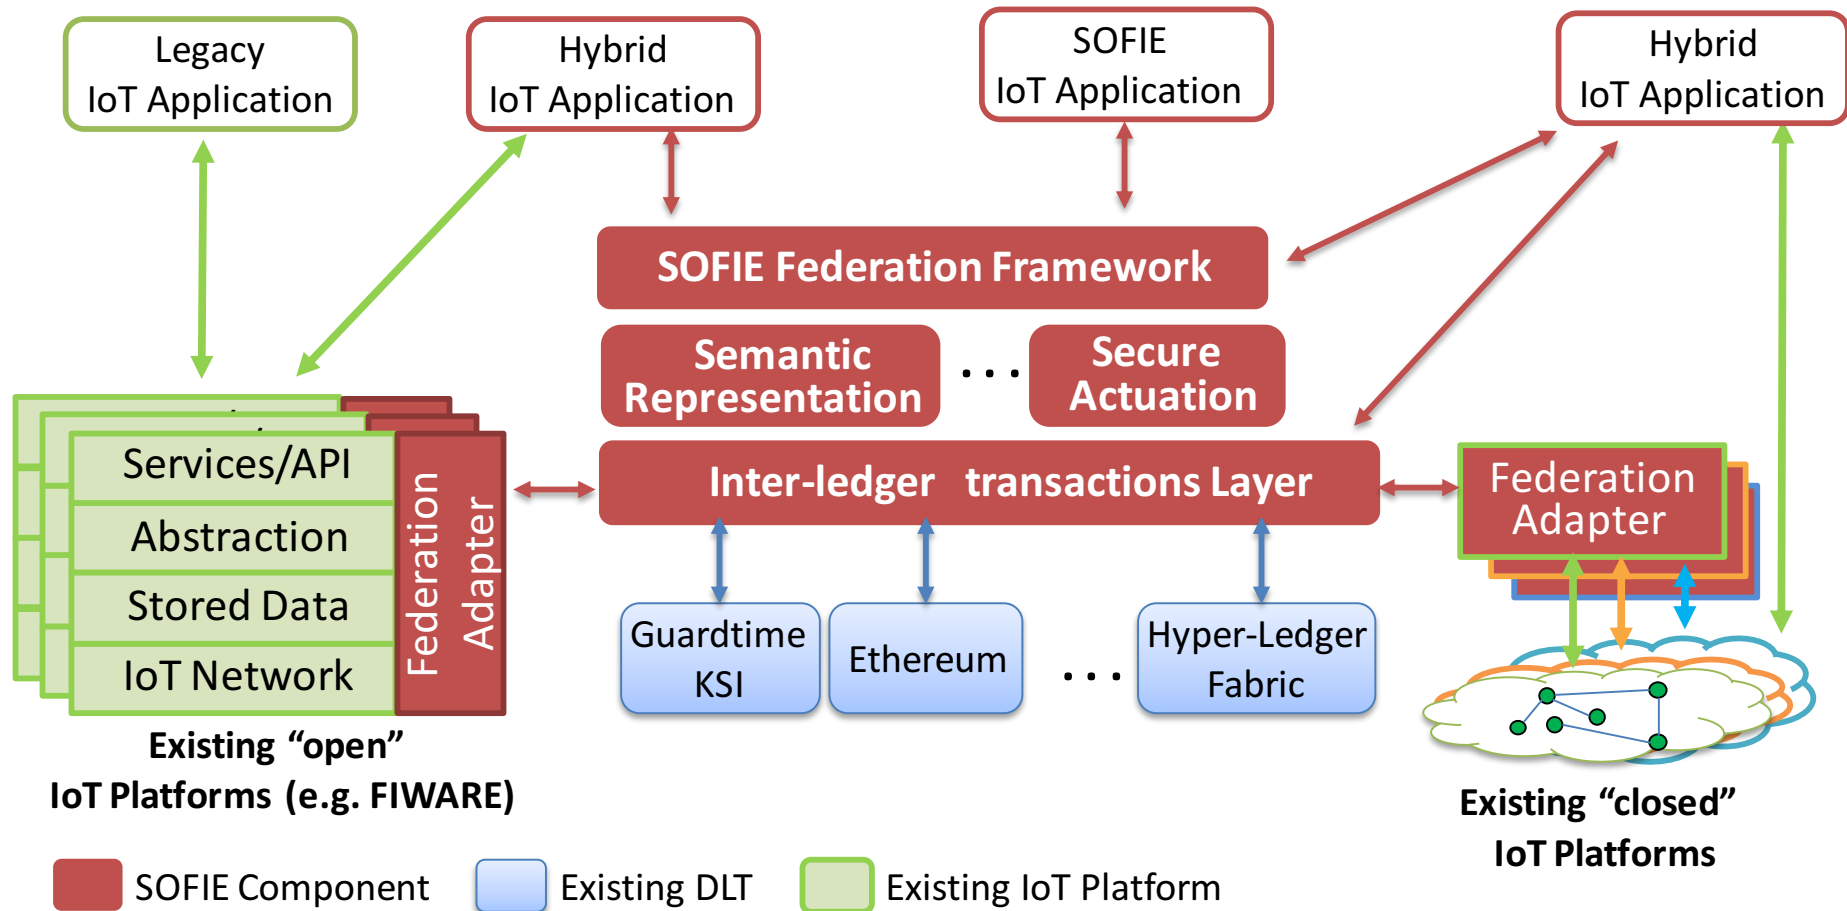 Legacy
IoT Application
Hybrid
IoT Application
SOFIE
IoT Application
Hybrid
IoT Application
SOFIE Federation Framework
Semantic
Representation
. . .
Secure
Actuation
Services/API
Abstraction
Stored Data
IoT Network
Federation
Adapter
Inter-ledger transactions Layer
Federation
Adapter
Guardtime
KSI
Ethereum
. . .
Hyper-Ledger
Fabric
Existing “open”
IoT Platforms (e.g. FIWARE)
Existing “closed”
IoT Platforms
SOFIE Component
Existing DLT
Existing IoT Platform